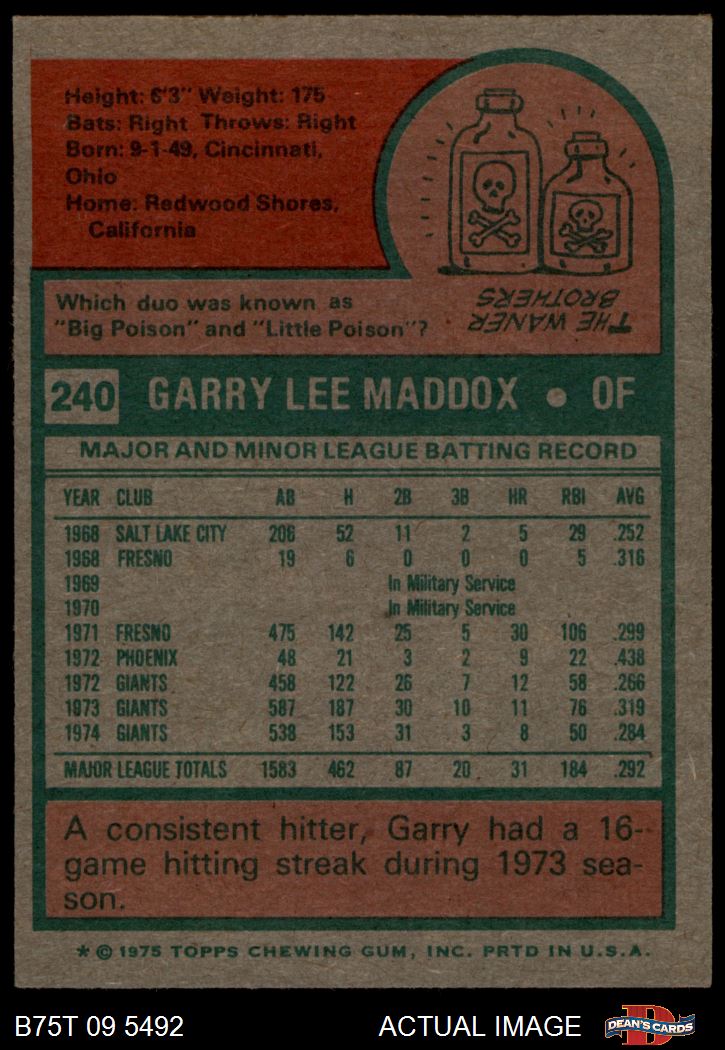 Height: 6'3" Weight: 175
Bats: Right Throws: Right
Born: 9-1-49, Cincinnati,
Ohio
Home: Redwood Shores,
California
Which duo was known as
"Big Poison" and "Little Poison"?
THE WANER
BROTHERS
240 GARRY LEE MADDOX • OF
MAJOR AND MINOR LEAGUE BATTING RECORD
YEAR CLUB AB H 2B 3B HR RBI AVG
1968 SALT LAKE CITY 206 52 11 2 5 29 .252
1968 FRESNO 19 6 0 0 0 5 .316
1969 In Military Service
1970 In Military Service
1971 FRESNO 475 142 25 5 30 106 .299
1972 PHOENIX 48 21 3 2 9 22 .438
1972 GIANTS 458 122 26 7 12 58 .266
1973 GIANTS 587 187 30 10 11 76 .319
1974 GIANTS 538 153 31 3 8 50 .284
MAJOR LEAGUE TOTALS 1583 462 87 20 31 184 .292
A consistent hitter, Garry had a 16-
game hitting streak during 1973 sea-
son.
* © 1975 TOPPS CHEWING GUM, INC. PRTD IN U.S.A.
B75T 09 5492 ACTUAL IMAGE D DEAN'S CARDS